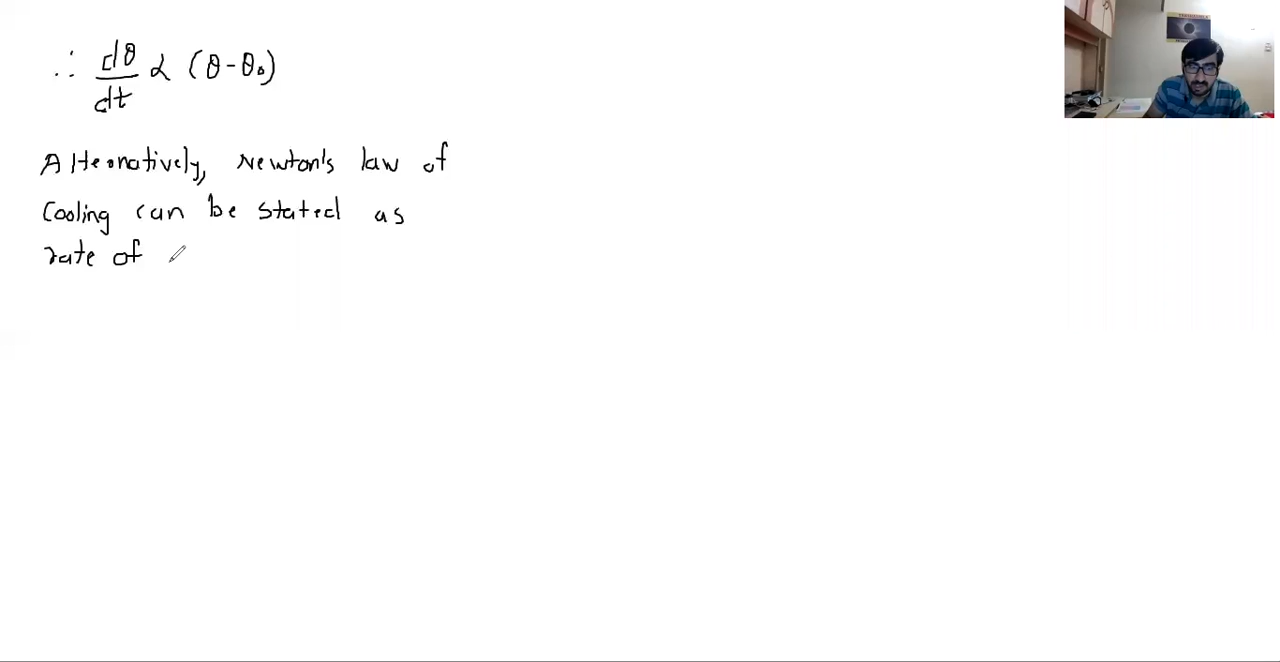 ∴ dθ/dt ∝ (θ-θ₀)
Alternatively, Newton's law of
Cooling can be stated as
rate of